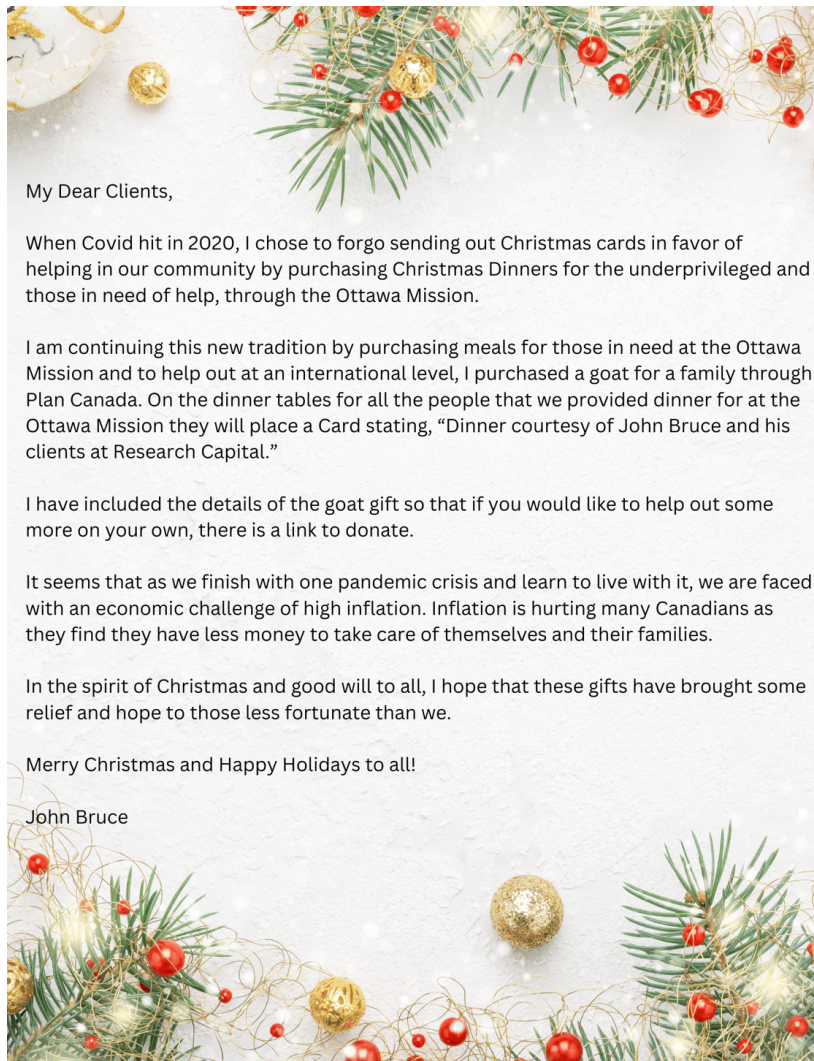 My Dear Clients,
When Covid hit in 2020, I chose to forgo sending out Christmas cards in favor of
helping in our community by purchasing Christmas Dinners for the underprivileged and
those in need of help, through the Ottawa Mission.
I am continuing this new tradition by purchasing meals for those in need at the Ottawa
Mission and to help out at an international level, I purchased a goat for a family through
Plan Canada. On the dinner tables for all the people that we provided dinner for at the
Ottawa Mission they will place a Card stating, “Dinner courtesy of John Bruce and his
clients at Research Capital.”
I have included the details of the goat gift so that if you would like to help out some
more on your own, there is a link to donate.
It seems that as we finish with one pandemic crisis and learn to live with it, we are faced
with an economic challenge of high inflation. Inflation is hurting many Canadians as
they find they have less money to take care of themselves and their families.
In the spirit of Christmas and good will to all, I hope that these gifts have brought some
relief and hope to those less fortunate than we.
Merry Christmas and Happy Holidays to all!
John Bruce